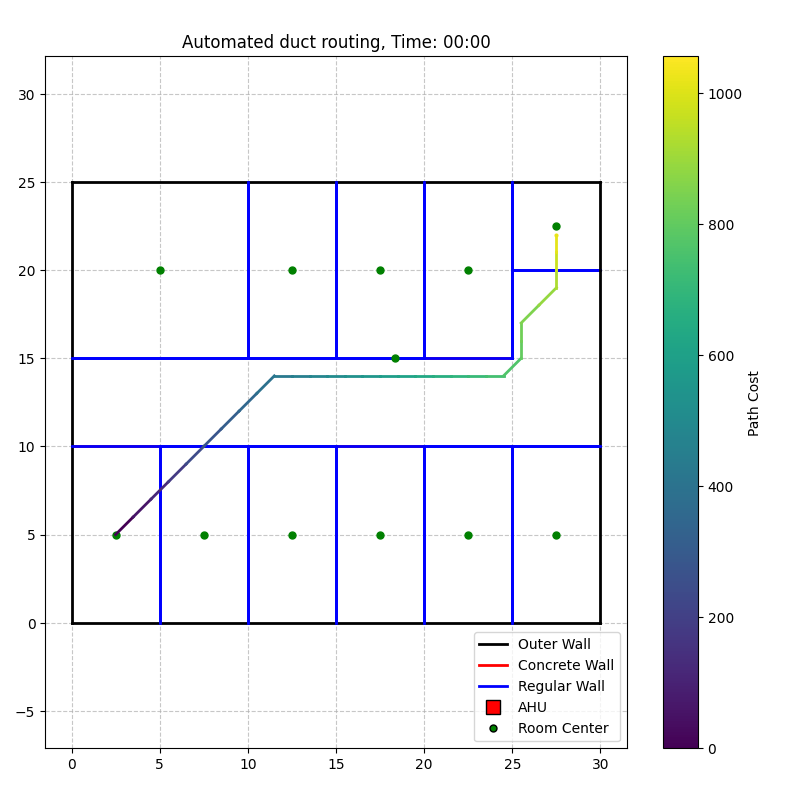 Automated duct routing, Time: 00:00
30
25
20
15
10
5
0
−5
0 5 10 15 20 25 30
Outer Wall
Concrete Wall
Regular Wall
AHU
Room Center
1000
800
600
400
200
0
Path Cost